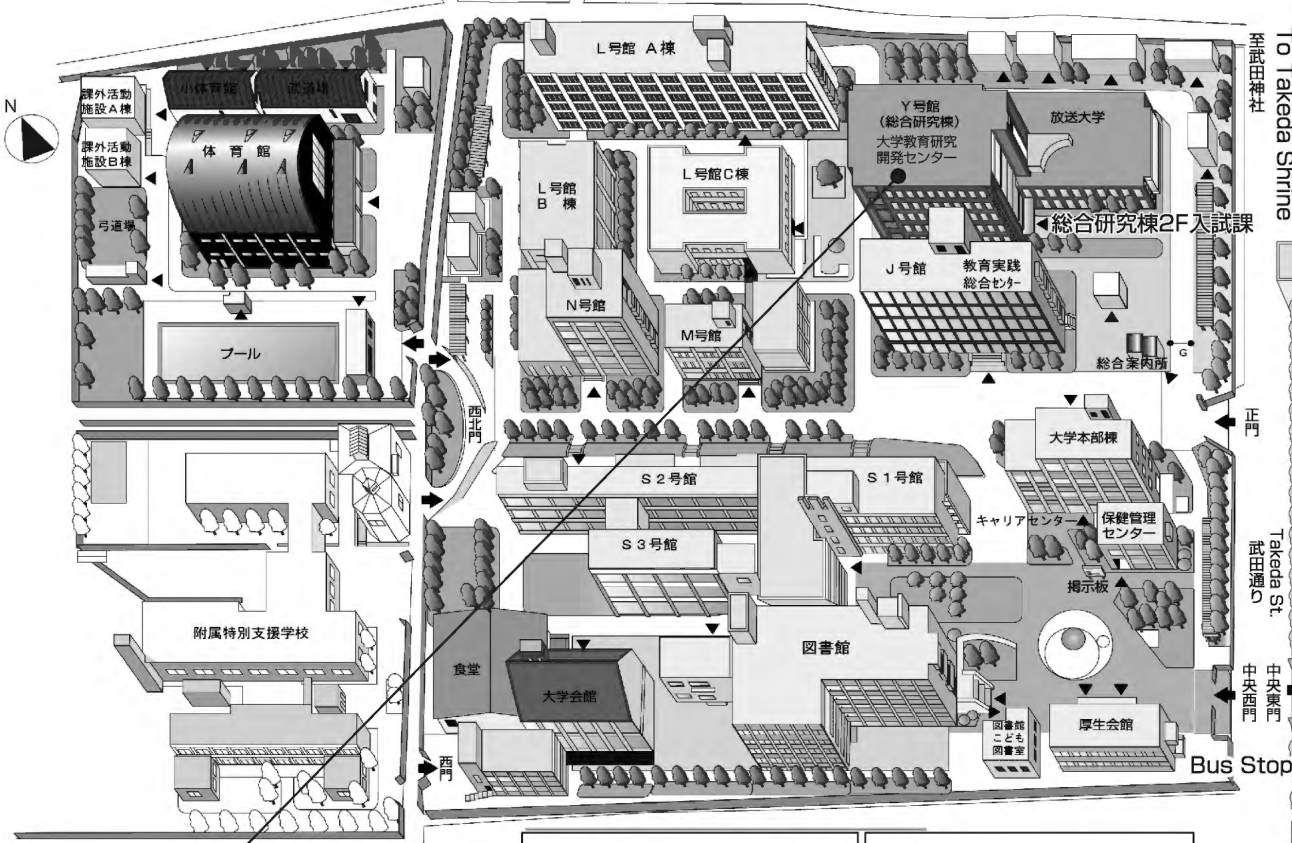 N
課外活動
施設A棟
課外活動
施設B棟
小体育館
武道場
体育館
弓道場
プール
L号館 A棟
L号館
B棟
L号館C棟
N号館
M号館
Y号館
(総合研究棟)
大学教育研究
開発センター
放送大学
総合研究棟2F入試課
J号館
教育実践
総合センター
総合案内所
G
To Takeda Shrine
至武田神社
正門
西北門
S2号館
S1号館
S3号館
大学本部棟
キャリアセンター
保健管理
センター
掲示板
Takeda St.
武田通り
附属特別支援学校
食堂
大学会館
図書館
図書館
こども
図書室
厚生会館
中央西門
中央東門
西門
Bus Stop